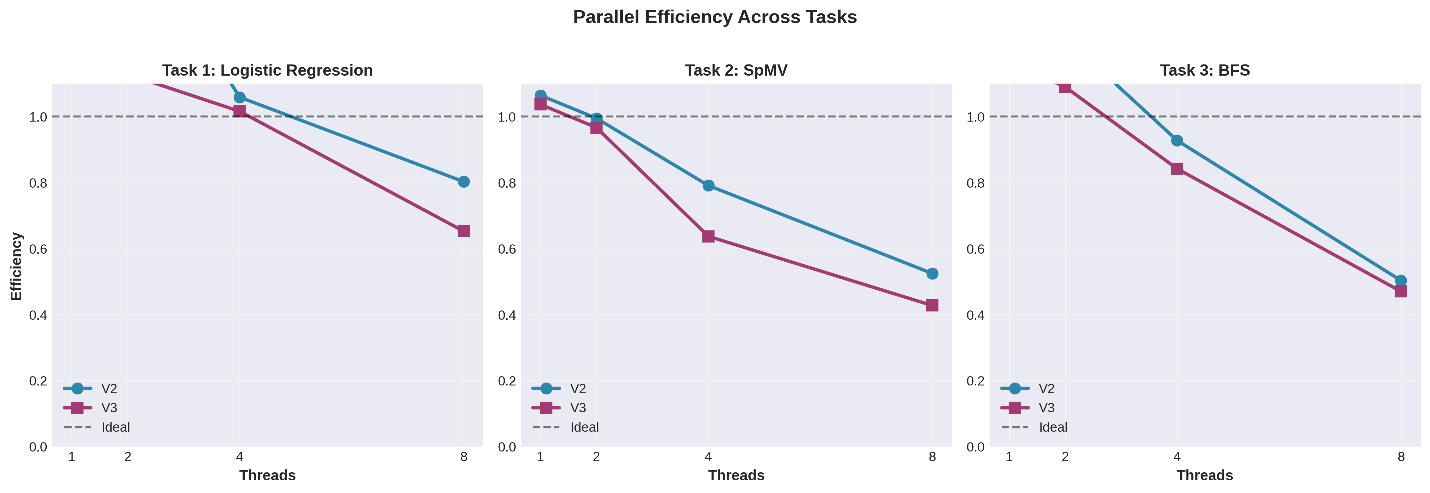 Parallel Efficiency Across Tasks
Task 1: Logistic Regression
Efficiency
1.0
0.8
0.6
0.4
0.2
0.0
V2
V3
Ideal
1 2 4 8
Threads
Task 2: SpMV
1.0
0.8
0.6
0.4
0.2
0.0
V2
V3
Ideal
1 2 4 8
Threads
Task 3: BFS
1.0
0.8
0.6
0.4
0.2
0.0
V2
V3
Ideal
1 2 4 8
Threads